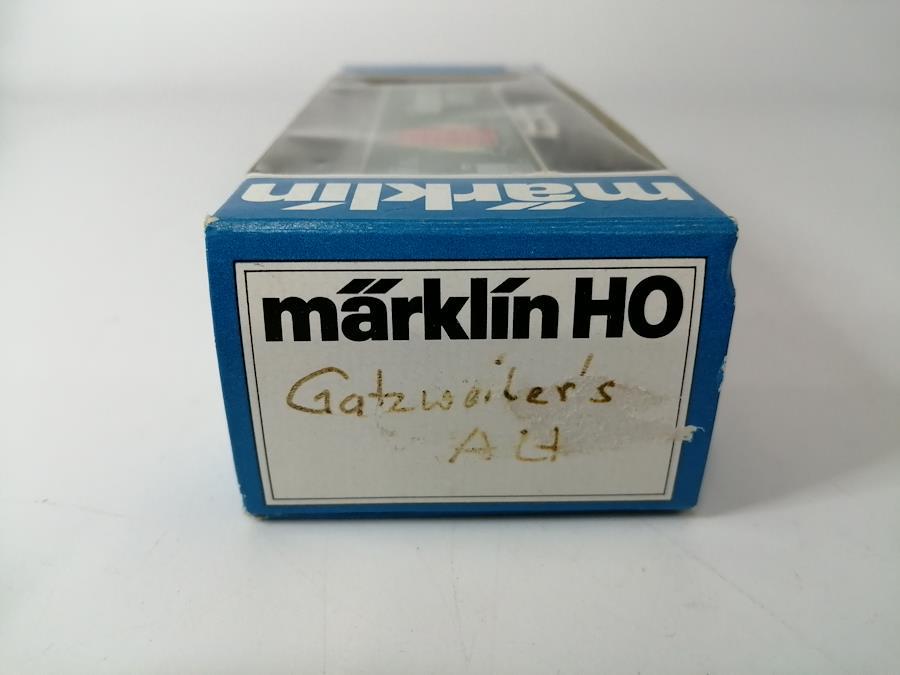 märklin
märklin HO
Gatzweiler's
Alt